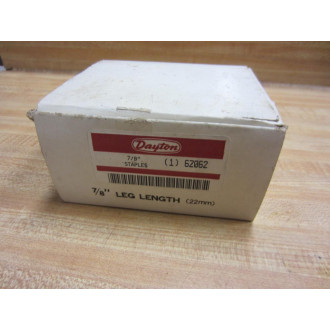 Dayton
7/8"
STAPLES (1) 6Z062
7/8" LEG LENGTH (22mm)